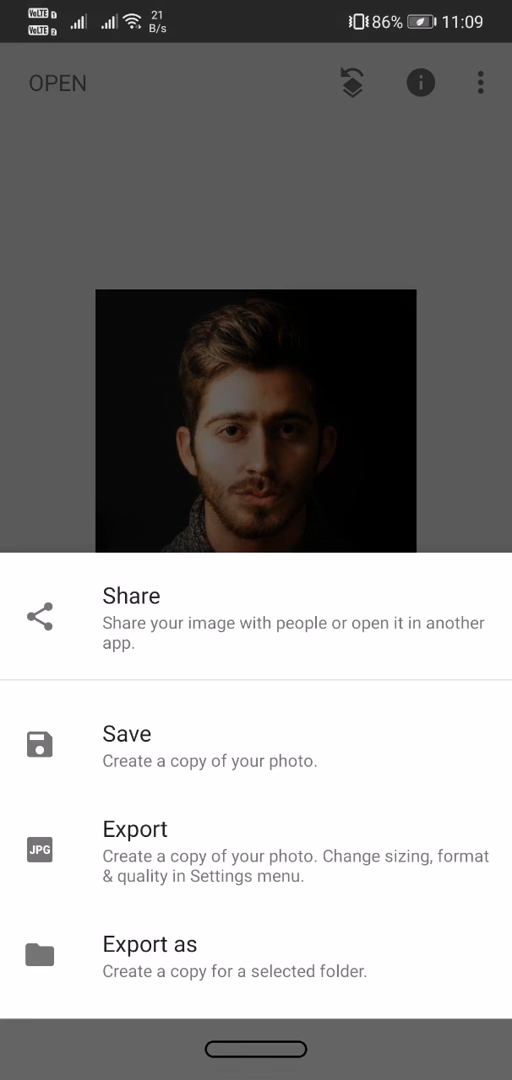 VoLTE 1
VoLTE 2
21
B/s
86%
11:09
OPEN
Share
Share your image with people or open it in another
app.
Save
Create a copy of your photo.
JPG
Export
Create a copy of your photo. Change sizing, format
& quality in Settings menu.
Export as
Create a copy for a selected folder.